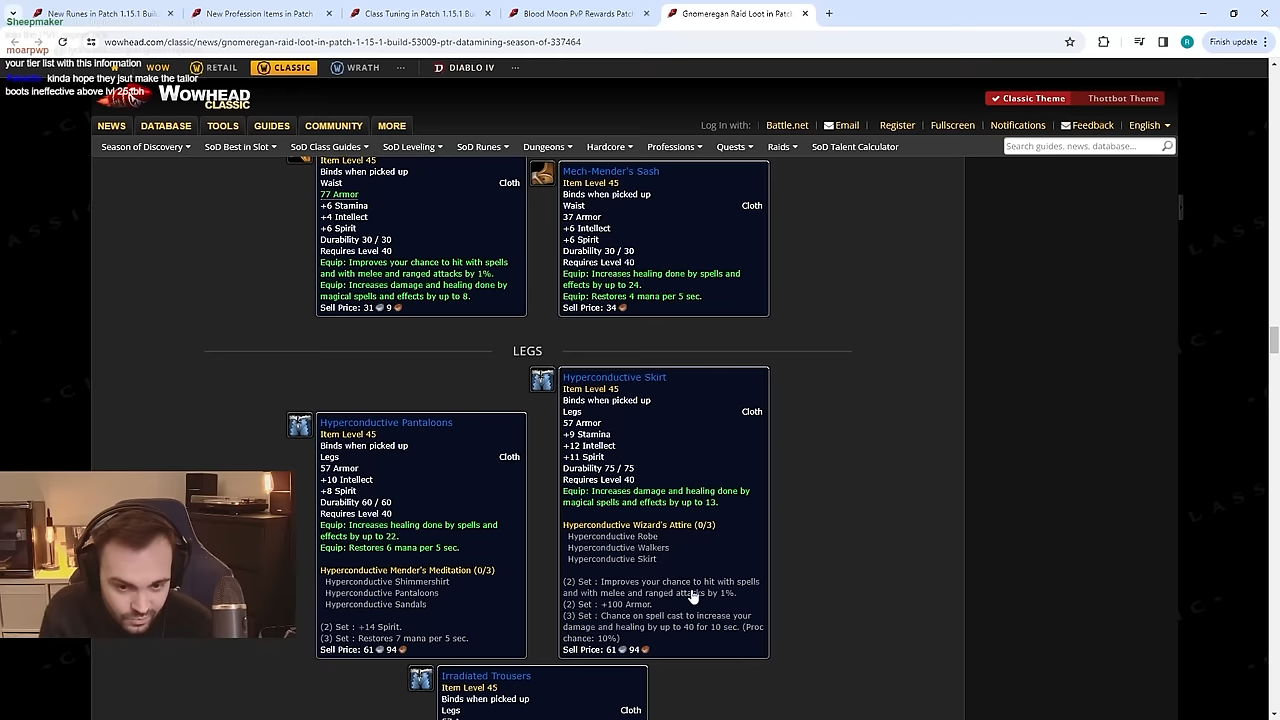 New Runes in Patch 1.15.1 Buil
New Profession Items in Patch
Class Tuning in Patch 1.15.1
Blood Moon PvP Rewards Patc
Gnomeregan Raid Loot in Patc
Sheepmaker
moarpwp
your tier list with this information
kinda hope they jsut make the tailor
boots ineffective above lvl 25 tbh
wowhead.com/classic/news/gnomeregan-raid-loot-in-patch-1-15-1-build-53009-ptr-datamining-season-of-337464
R
Finish update
WOW
RETAIL
CLASSIC
WRATH
DIABLO IV
WOWHEAD
CLASSIC
Classic Theme
Thottbot Theme
NEWS
DATABASE
TOOLS
GUIDES
COMMUNITY
MORE
Log In with:
Battle.net
Email
Register
Fullscreen
Notifications
Feedback
English
Season of Discovery
SoD Best in Slot
SoD Class Guides
SoD Leveling
SoD Runes
Dungeons
Hardcore
Professions
Quests
Raids
SoD Talent Calculator
Search guides, news, database...
Item Level 45
Binds when picked up
Waist Cloth
77 Armor
+6 Stamina
+4 Intellect
+6 Spirit
Durability 30 / 30
Requires Level 40
Equip: Improves your chance to hit with spells
and with melee and ranged attacks by 1%.
Equip: Increases damage and healing done by
magical spells and effects by up to 8.
Sell Price: 31 9
Mech-Mender's Sash
Item Level 45
Binds when picked up
Waist Cloth
37 Armor
+6 Intellect
+6 Spirit
Durability 30 / 30
Requires Level 40
Equip: Increases healing done by spells and
effects by up to 24.
Equip: Restores 4 mana per 5 sec.
Sell Price: 34
LEGS
Hyperconductive Pantaloons
Item Level 45
Binds when picked up
Legs Cloth
57 Armor
+10 Intellect
+8 Spirit
Durability 60 / 60
Requires Level 40
Equip: Increases healing done by spells and
effects by up to 22.
Equip: Restores 6 mana per 5 sec.
Hyperconductive Mender's Meditation (0/3)
Hyperconductive Shimmershirt
Hyperconductive Pantaloons
Hyperconductive Sandals
(2) Set : +14 Spirit.
(3) Set : Restores 7 mana per 5 sec.
Sell Price: 61 94
Hyperconductive Skirt
Item Level 45
Binds when picked up
Legs Cloth
57 Armor
+9 Stamina
+12 Intellect
+11 Spirit
Durability 75 / 75
Requires Level 40
Equip: Increases damage and healing done by
magical spells and effects by up to 13.
Hyperconductive Wizard's Attire (0/3)
Hyperconductive Robe
Hyperconductive Walkers
Hyperconductive Skirt
(2) Set : Improves your chance to hit with spells
and with melee and ranged attacks by 1%.
(2) Set : +100 Armor.
(3) Set : Chance on spell cast to increase your
damage and healing by up to 40 for 10 sec. (Proc
chance: 10%)
Sell Price: 61 94
Irradiated Trousers
Item Level 45
Binds when picked up
Legs Cloth